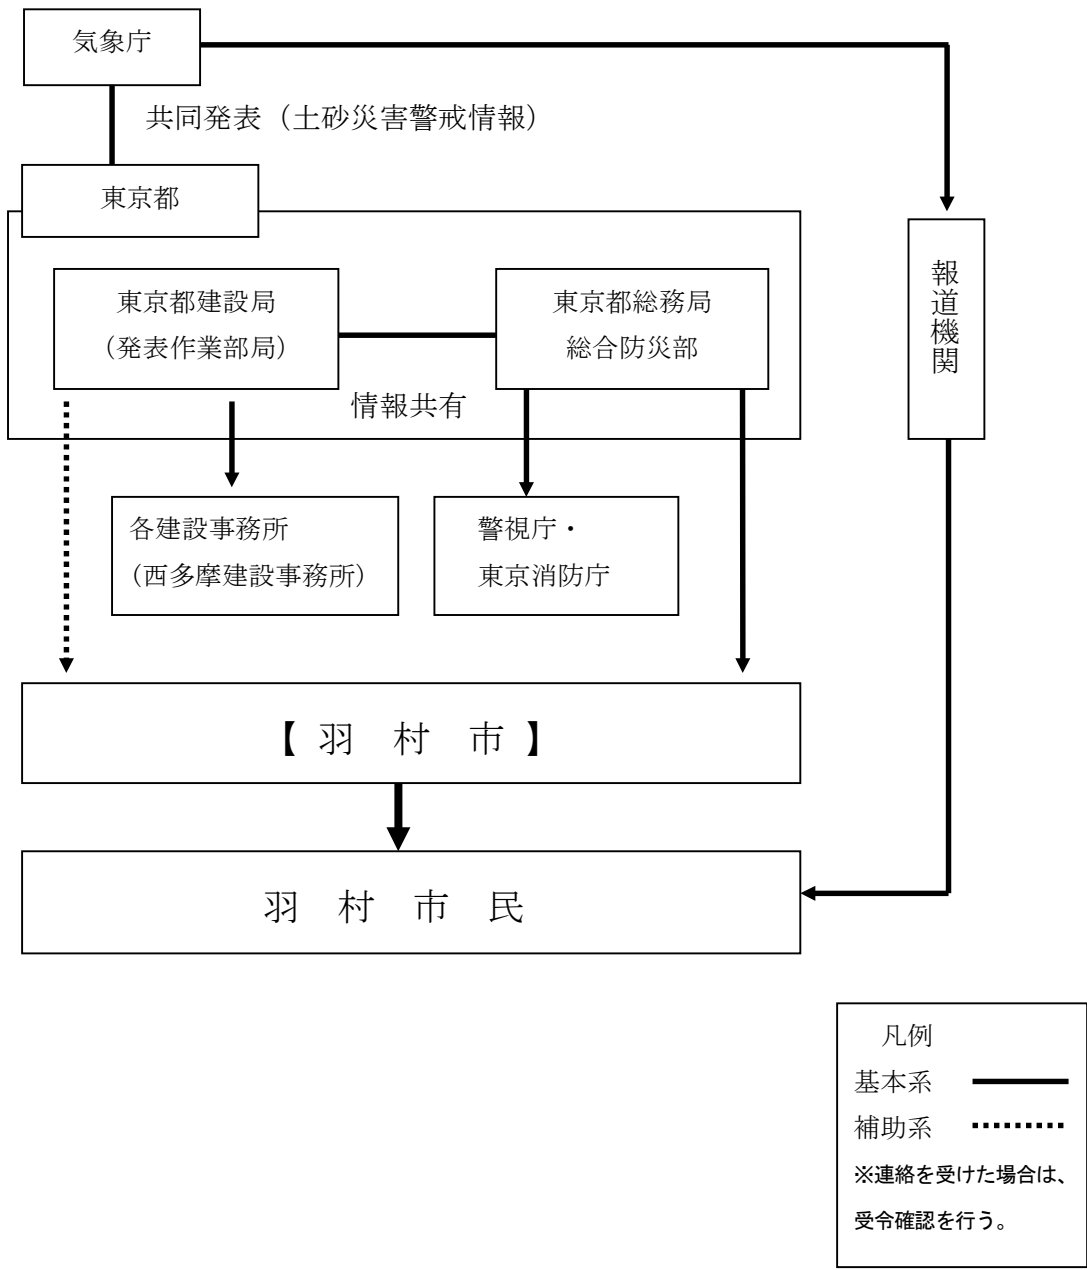 気象庁
共同発表（土砂災害警戒情報）
東京都
東京都建設局
（発表作業部局）
東京都総務局
総合防災部
報道機関
情報共有
各建設事務所
（西多摩建設事務所）
警視庁・
東京消防庁
【 羽　村　市 】
羽　村　市　民
凡例
基本系
補助系
※連絡を受けた場合は、
受令確認を行う。